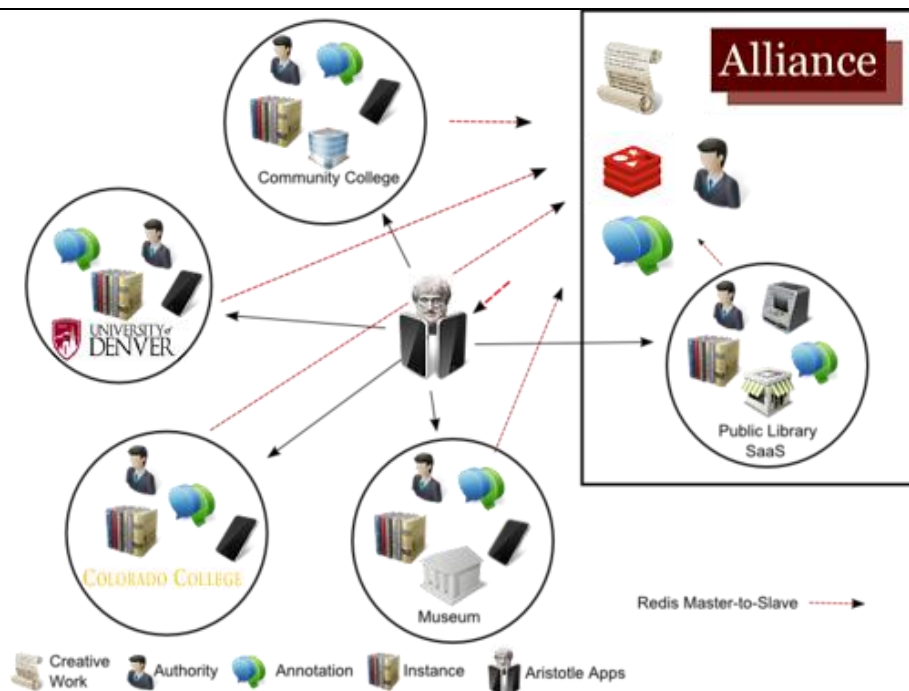 Alliance
Community College
UNIVERSITY of
DENVER
Public Library
SaaS
COLORADO COLLEGE
Museum
Redis Master-to-Slave
Creative
Work
Authority
Annotation
Instance
Aristotle Apps